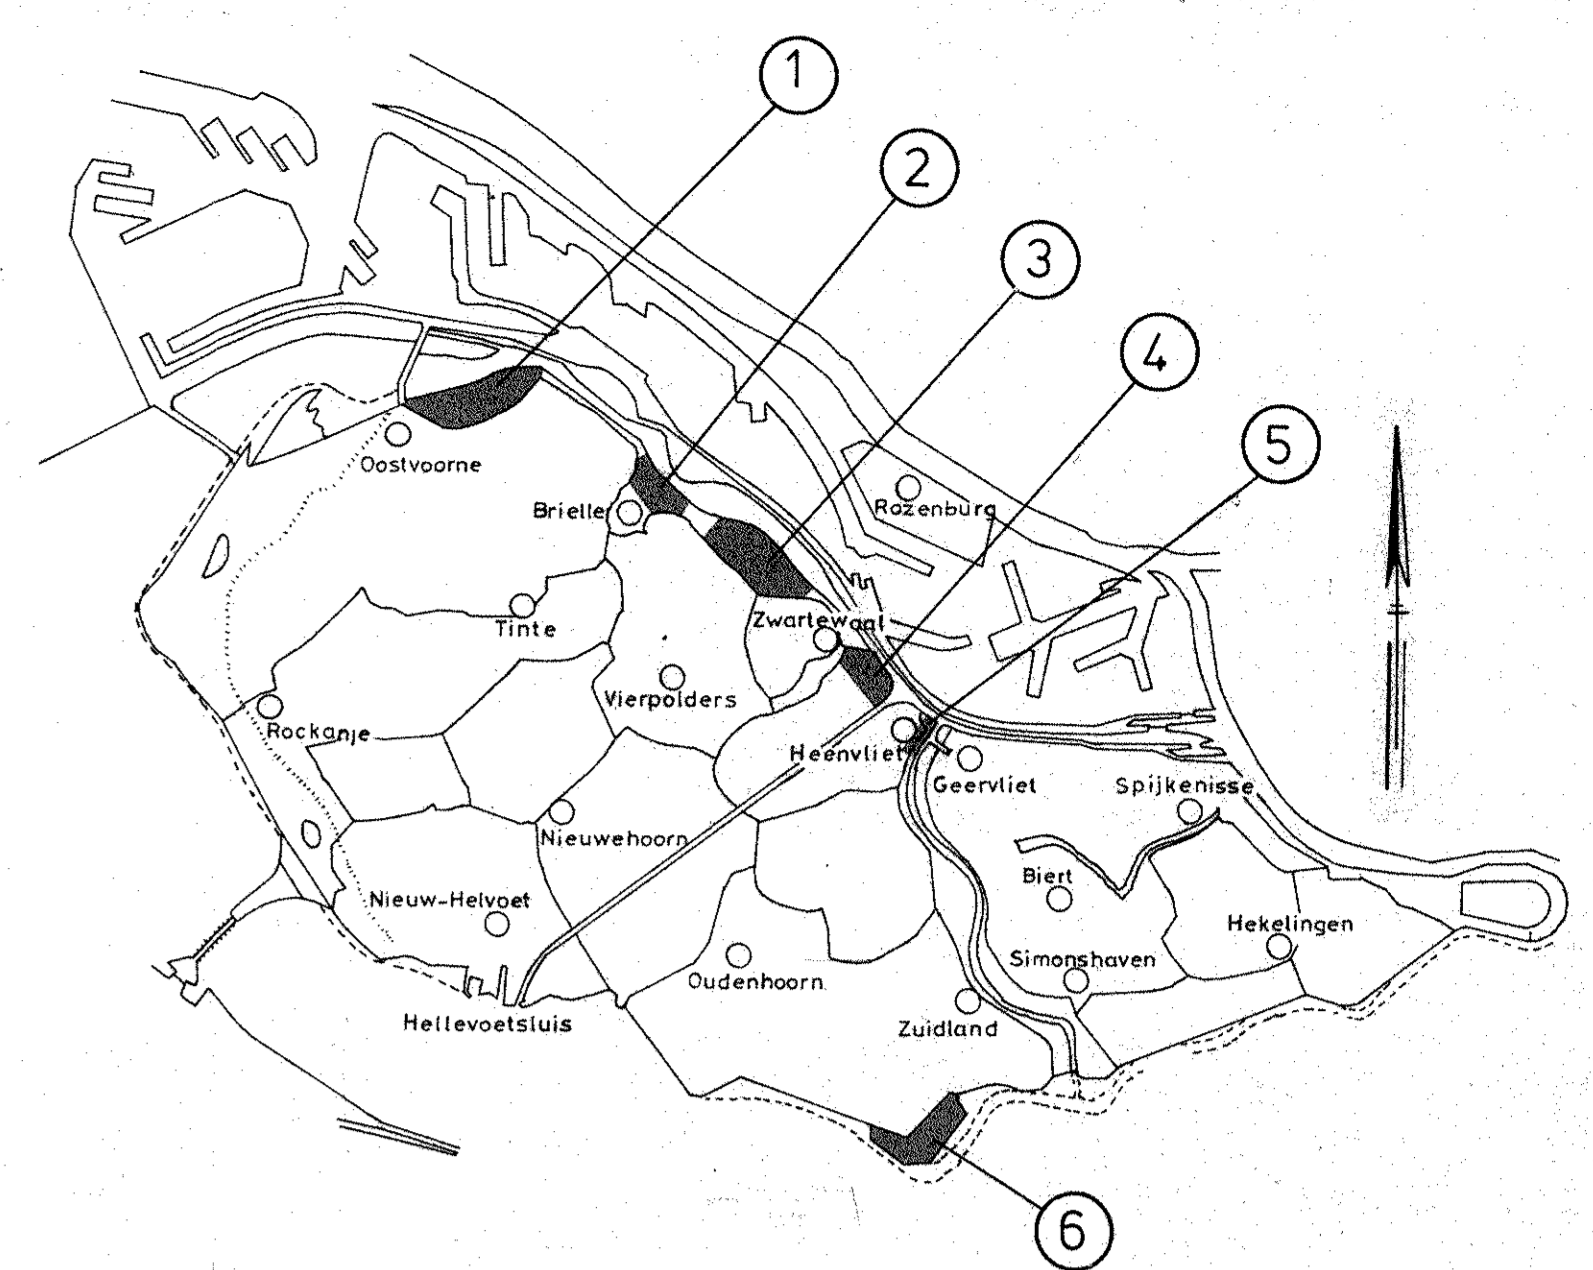 1
2
3
4
5
6
Oostvoorne
Brielle
Rozenburg
Tinte
Zwartewaal
Vierpolders
Rockanje
Heenvliet
Geervliet
Spijkenisse
Nieuwehoorn
Biert
Nieuw-Helvoet
Hekelingen
Simonshaven
Oudenhoorn
Hellevoetsluis
Zuidland